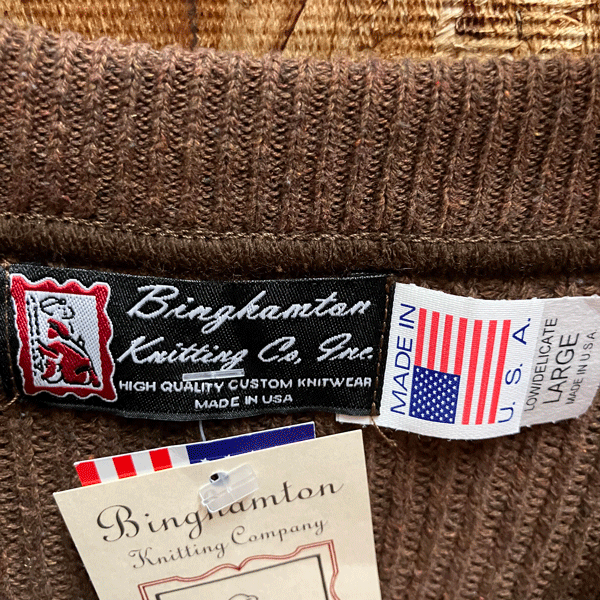 Binghamton
Knitting Co, Inc.
HIGH QUALITY CUSTOM KNITWEAR
MADE IN USA
MADE IN
U.S.A.
LOW/DELICATE
LARGE
MADE IN USA
Binghamton
Knitting Company